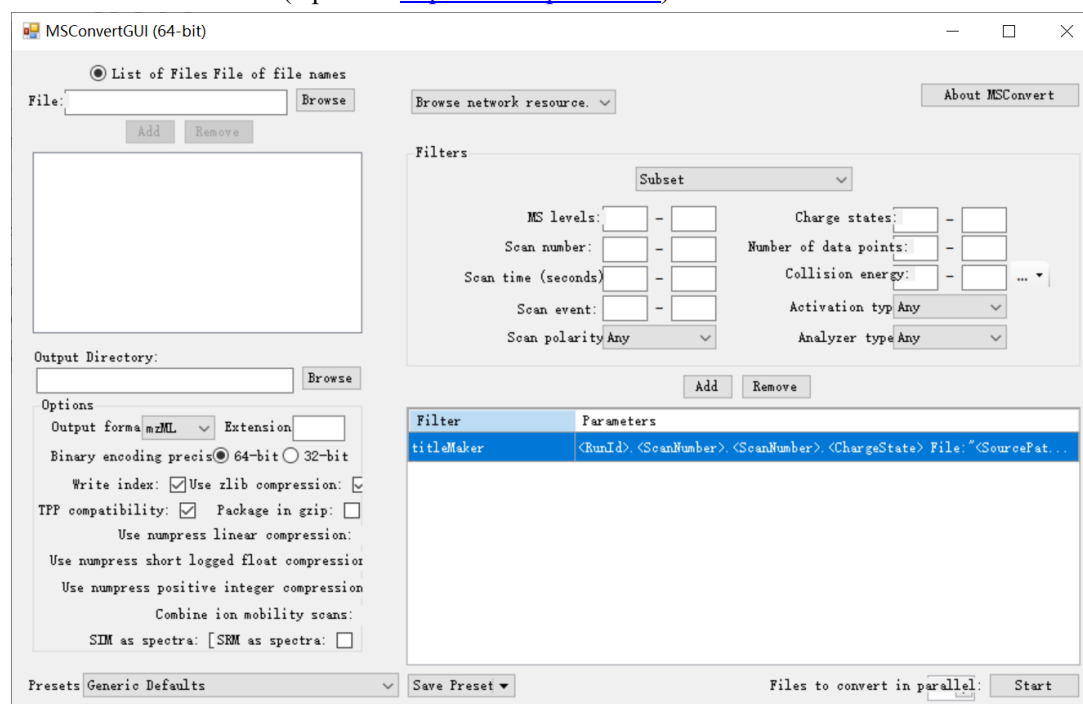 MSConvertGUI (64-bit)
List of Files File of file names
File: Browse
Add Remove
Browse network resource.
About MSConvert
Filters
Subset
MS levels: - Charge states: -
Scan number: - Number of data points: -
Scan time (seconds) - Collision energy: - ...
Scan event: - Activation typ Any
Scan polarity Any Analyzer type Any
Add Remove
Output Directory:
Browse
Options
Output forma mzML Extension
Binary encoding precis 64-bit 32-bit
Write index: Use zlib compression:
TPP compatibility: Package in gzip:
Use numpress linear compression:
Use numpress short logged float compression
Use numpress positive integer compression
Combine ion mobility scans:
SIM as spectra: SRM as spectra:
Filter Parameters
titleMaker <RunId>.<ScanNumber>.<ScanNumber>.<ChargeState> File:"<SourcePat...
Presets Generic Defaults Save Preset
Files to convert in parallel: Start